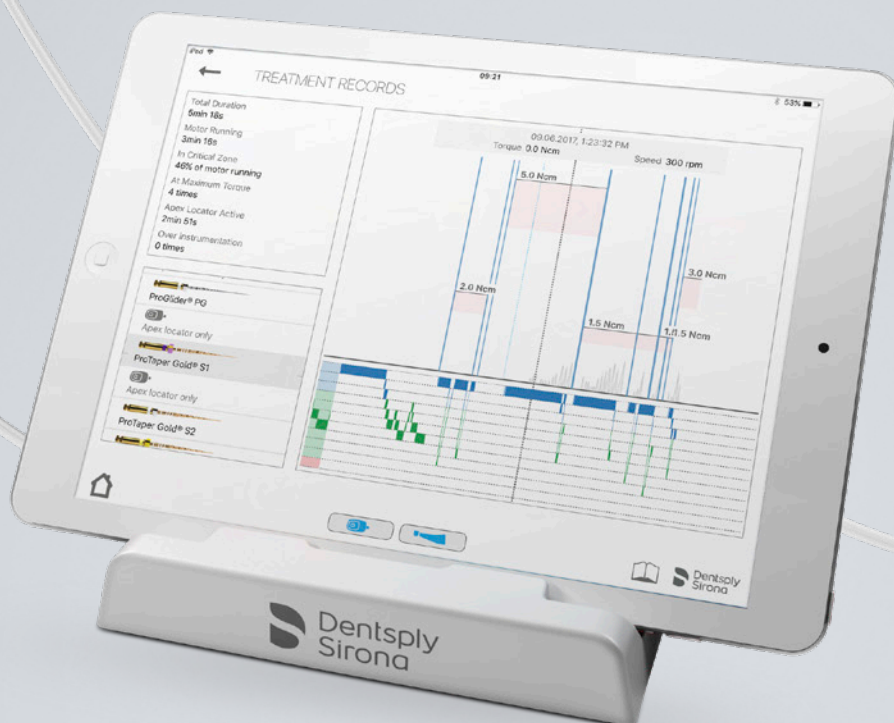 iPad
09:21
53%
TREATMENT RECORDS
Total Duration
5min 18s
Motor Running
3min 16s
In Critical Zone
46% of motor running
At Maximum Torque
4 times
Apex Locator Active
2min 51s
Over Instrumentation
0 times
ProGlider® PG
Apex locator only
ProTaper Gold® S1
Apex locator only
ProTaper Gold® S2
09.06.2017, 1:23:32 PM
Torque 0.0 Ncm Speed 300 rpm
5.0 Ncm
2.0 Ncm
3.0 Ncm
1.5 Ncm
1.5 Ncm
Dentsply
Sirona
Dentsply
Sirona